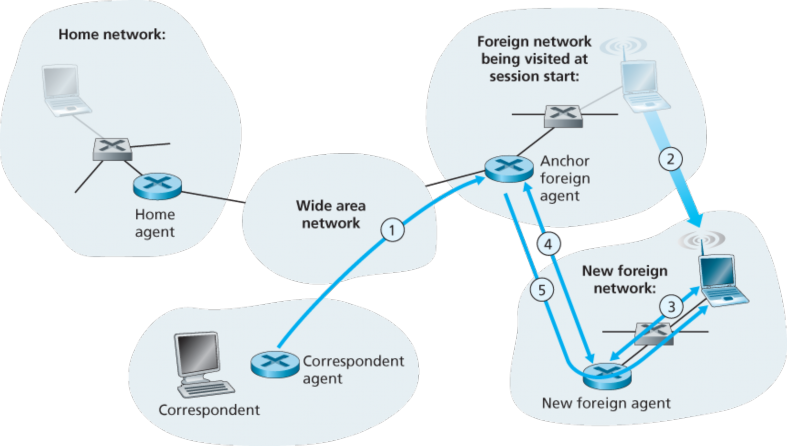 Home network:
Home
agent
Wide area
network
Foreign network
being visited at
session start:
Anchor
foreign
agent
1
2
4
5
3
New foreign
network:
New foreign agent
Correspondent
agent
Correspondent